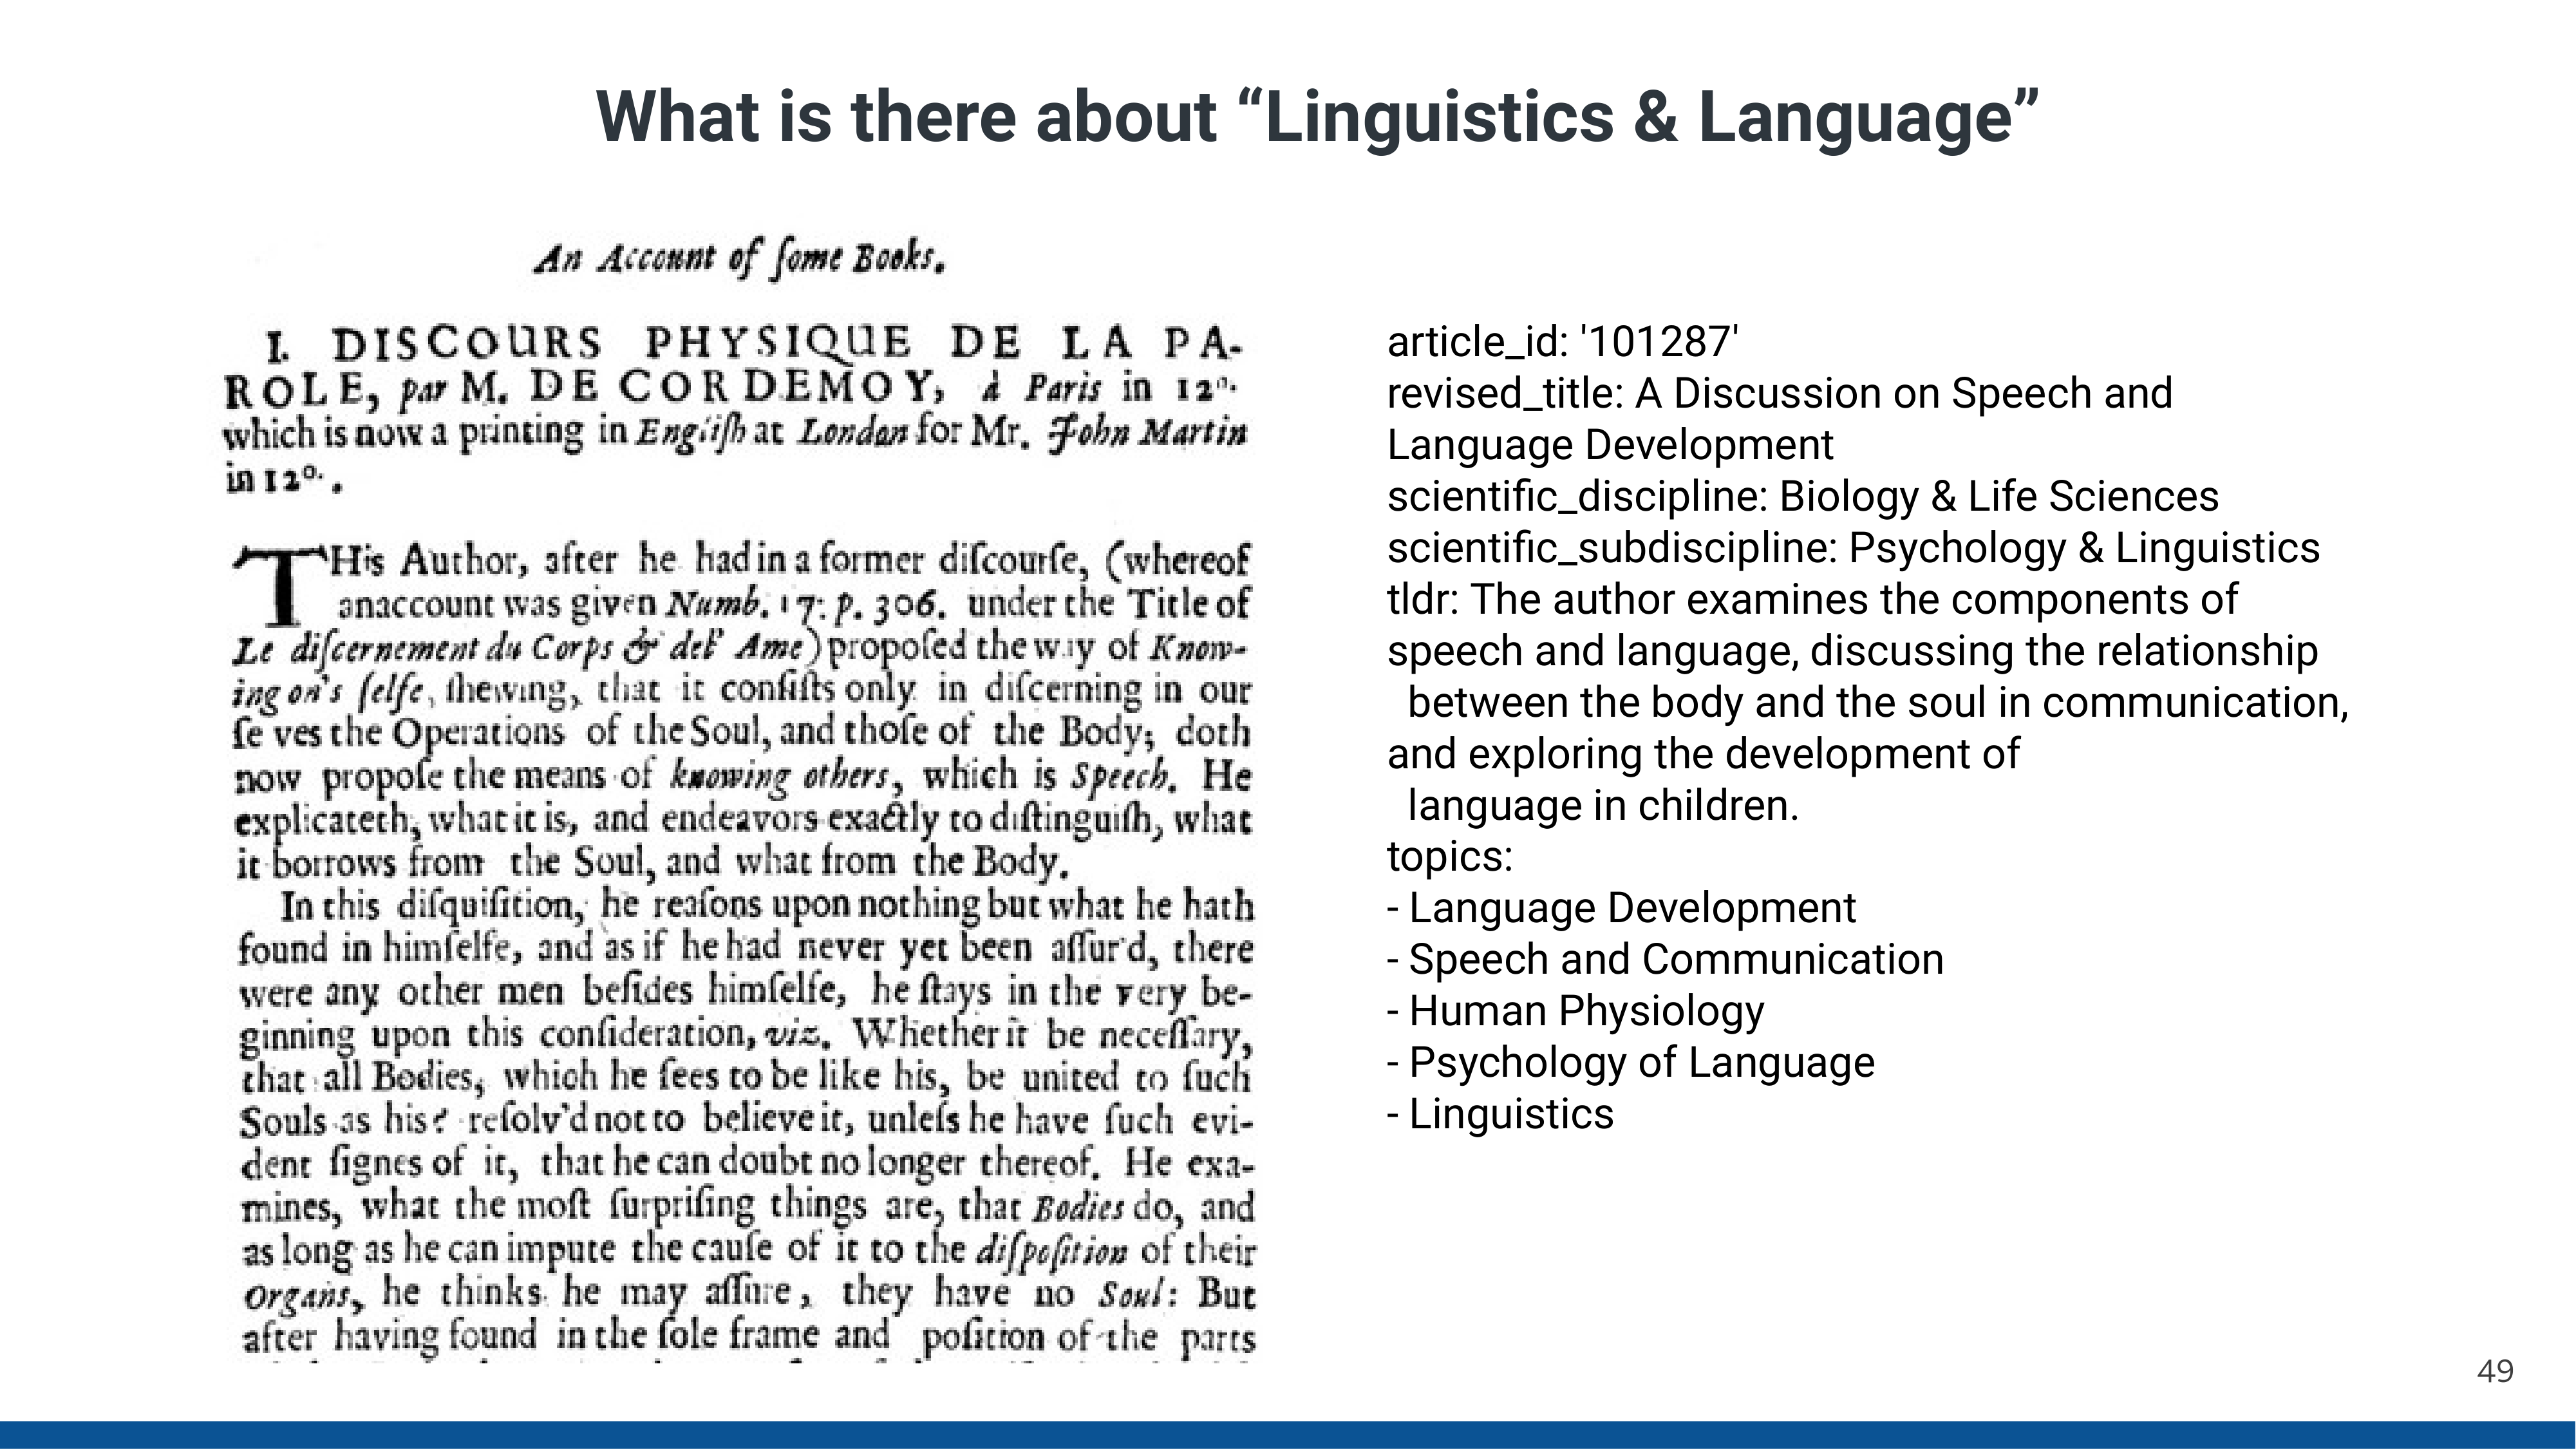 What is there about “Linguistics & Language”
An Account of ſome Books.
I. DISCOURS PHYSIQUE DE LA PA-
ROLE, par M. DE CORDEMOY, à Paris in 12º.
which is now a printing in Engliſh at London for Mr. John Martin
in 12º.
THis Author, after he had in a former diſcourſe, (whereof
an account was given Numb. 17. p. 306. under the Title of
Le diſcernement du Corps & del' Ame) propoſed the way of Know-
ing on's ſelfe, ſhewing, that it conſiſts only in diſcerning in our
ſe ves the Operations of the Soul, and thoſe of the Body; doth
now propoſe the means of knowing others, which is Speech. He
explicateth, what it is, and endeavors exactly to diſtinguiſh, what
it borrows from the Soul, and what from the Body.
In this diſquiſition, he reaſons upon nothing but what he hath
found in himſelfe, and as if he had never yet been aſſur'd, there
were any other men beſides himſelfe, he ſtays in the very be-
ginning upon this conſideration, viz. Whether it be neceſſary,
that all Bodies, which he ſees to be like his, be united to ſuch
Souls as his? reſolv'd not to believe it, unleſs he have ſuch evi-
dent ſignes of it, that he can doubt no longer thereof. He exa-
mines, what the moſt ſurpriſing things are, that Bodies do, and
as long as he can impute the cauſe of it to the diſpoſition of their
Organs, he thinks he may aſſure, they have no Soul: But
after having found in the ſole frame and poſition of the parts
article_id: '101287'
revised_title: A Discussion on Speech and
Language Development
scientific_discipline: Biology & Life Sciences
scientific_subdiscipline: Psychology & Linguistics
tldr: The author examines the components of
speech and language, discussing the relationship
between the body and the soul in communication,
and exploring the development of
language in children.
topics:
- Language Development
- Speech and Communication
- Human Physiology
- Psychology of Language
- Linguistics
49